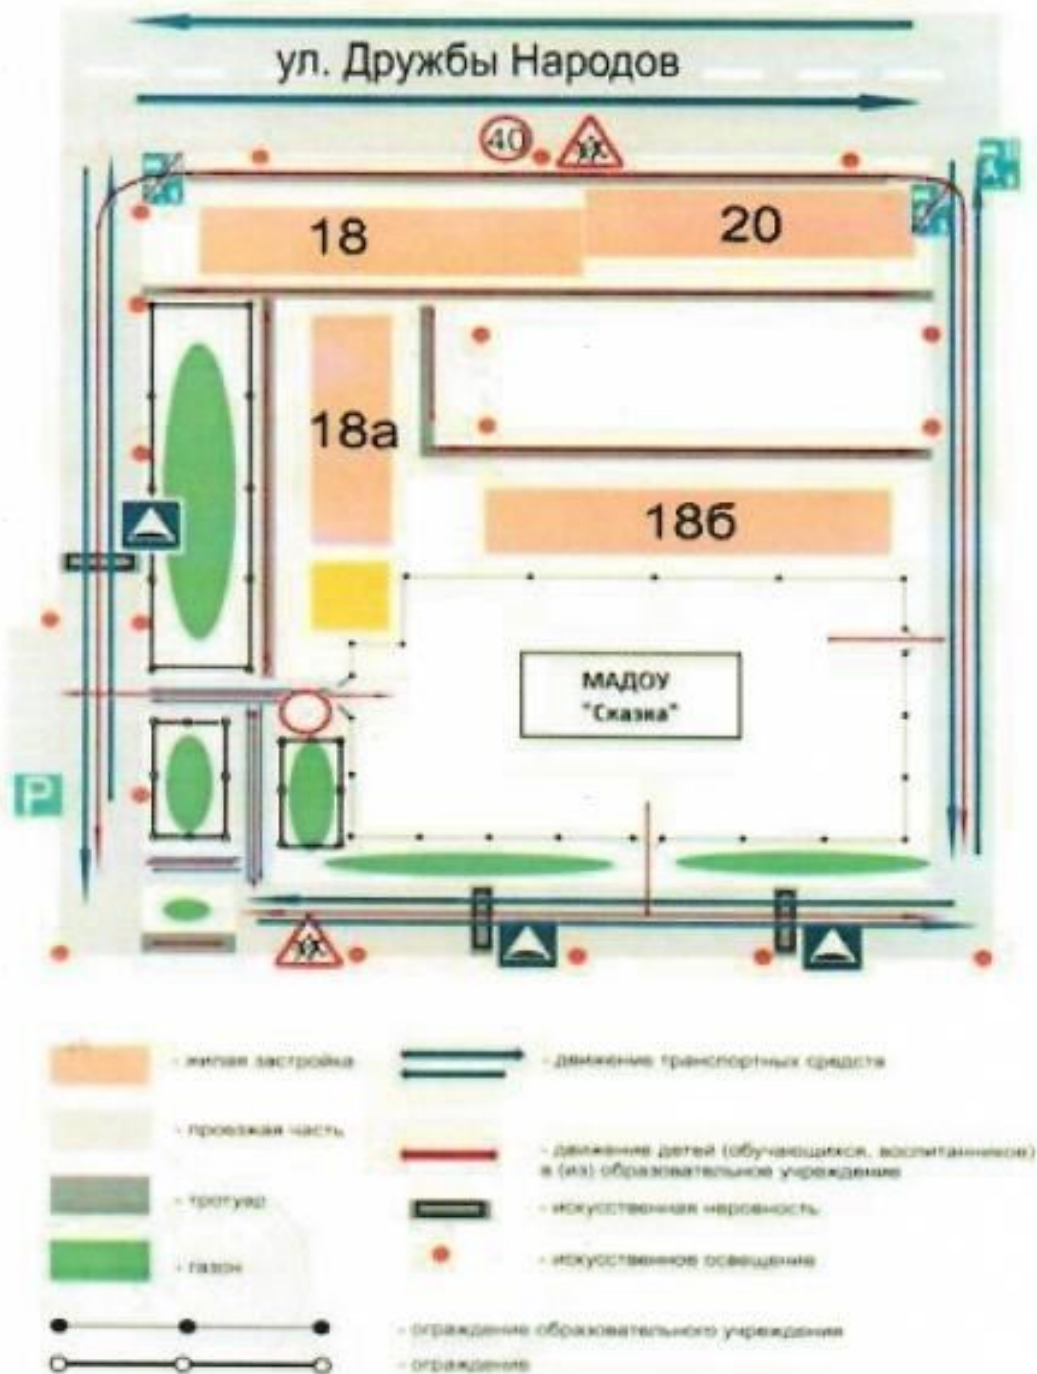 ул. Дружбы Народов
40
18
20
18а
18б
МАДОУ
"Сказка"
P
- жилая застройка
- движение транспортных средств
- проезжая часть
- движение детей (обучающихся, воспитанников)
в (из) образовательное учреждение
- тротуар
- искусственная неровность
- искусственное освещение
- газон
- ограждение образовательного учреждения
- ограждение